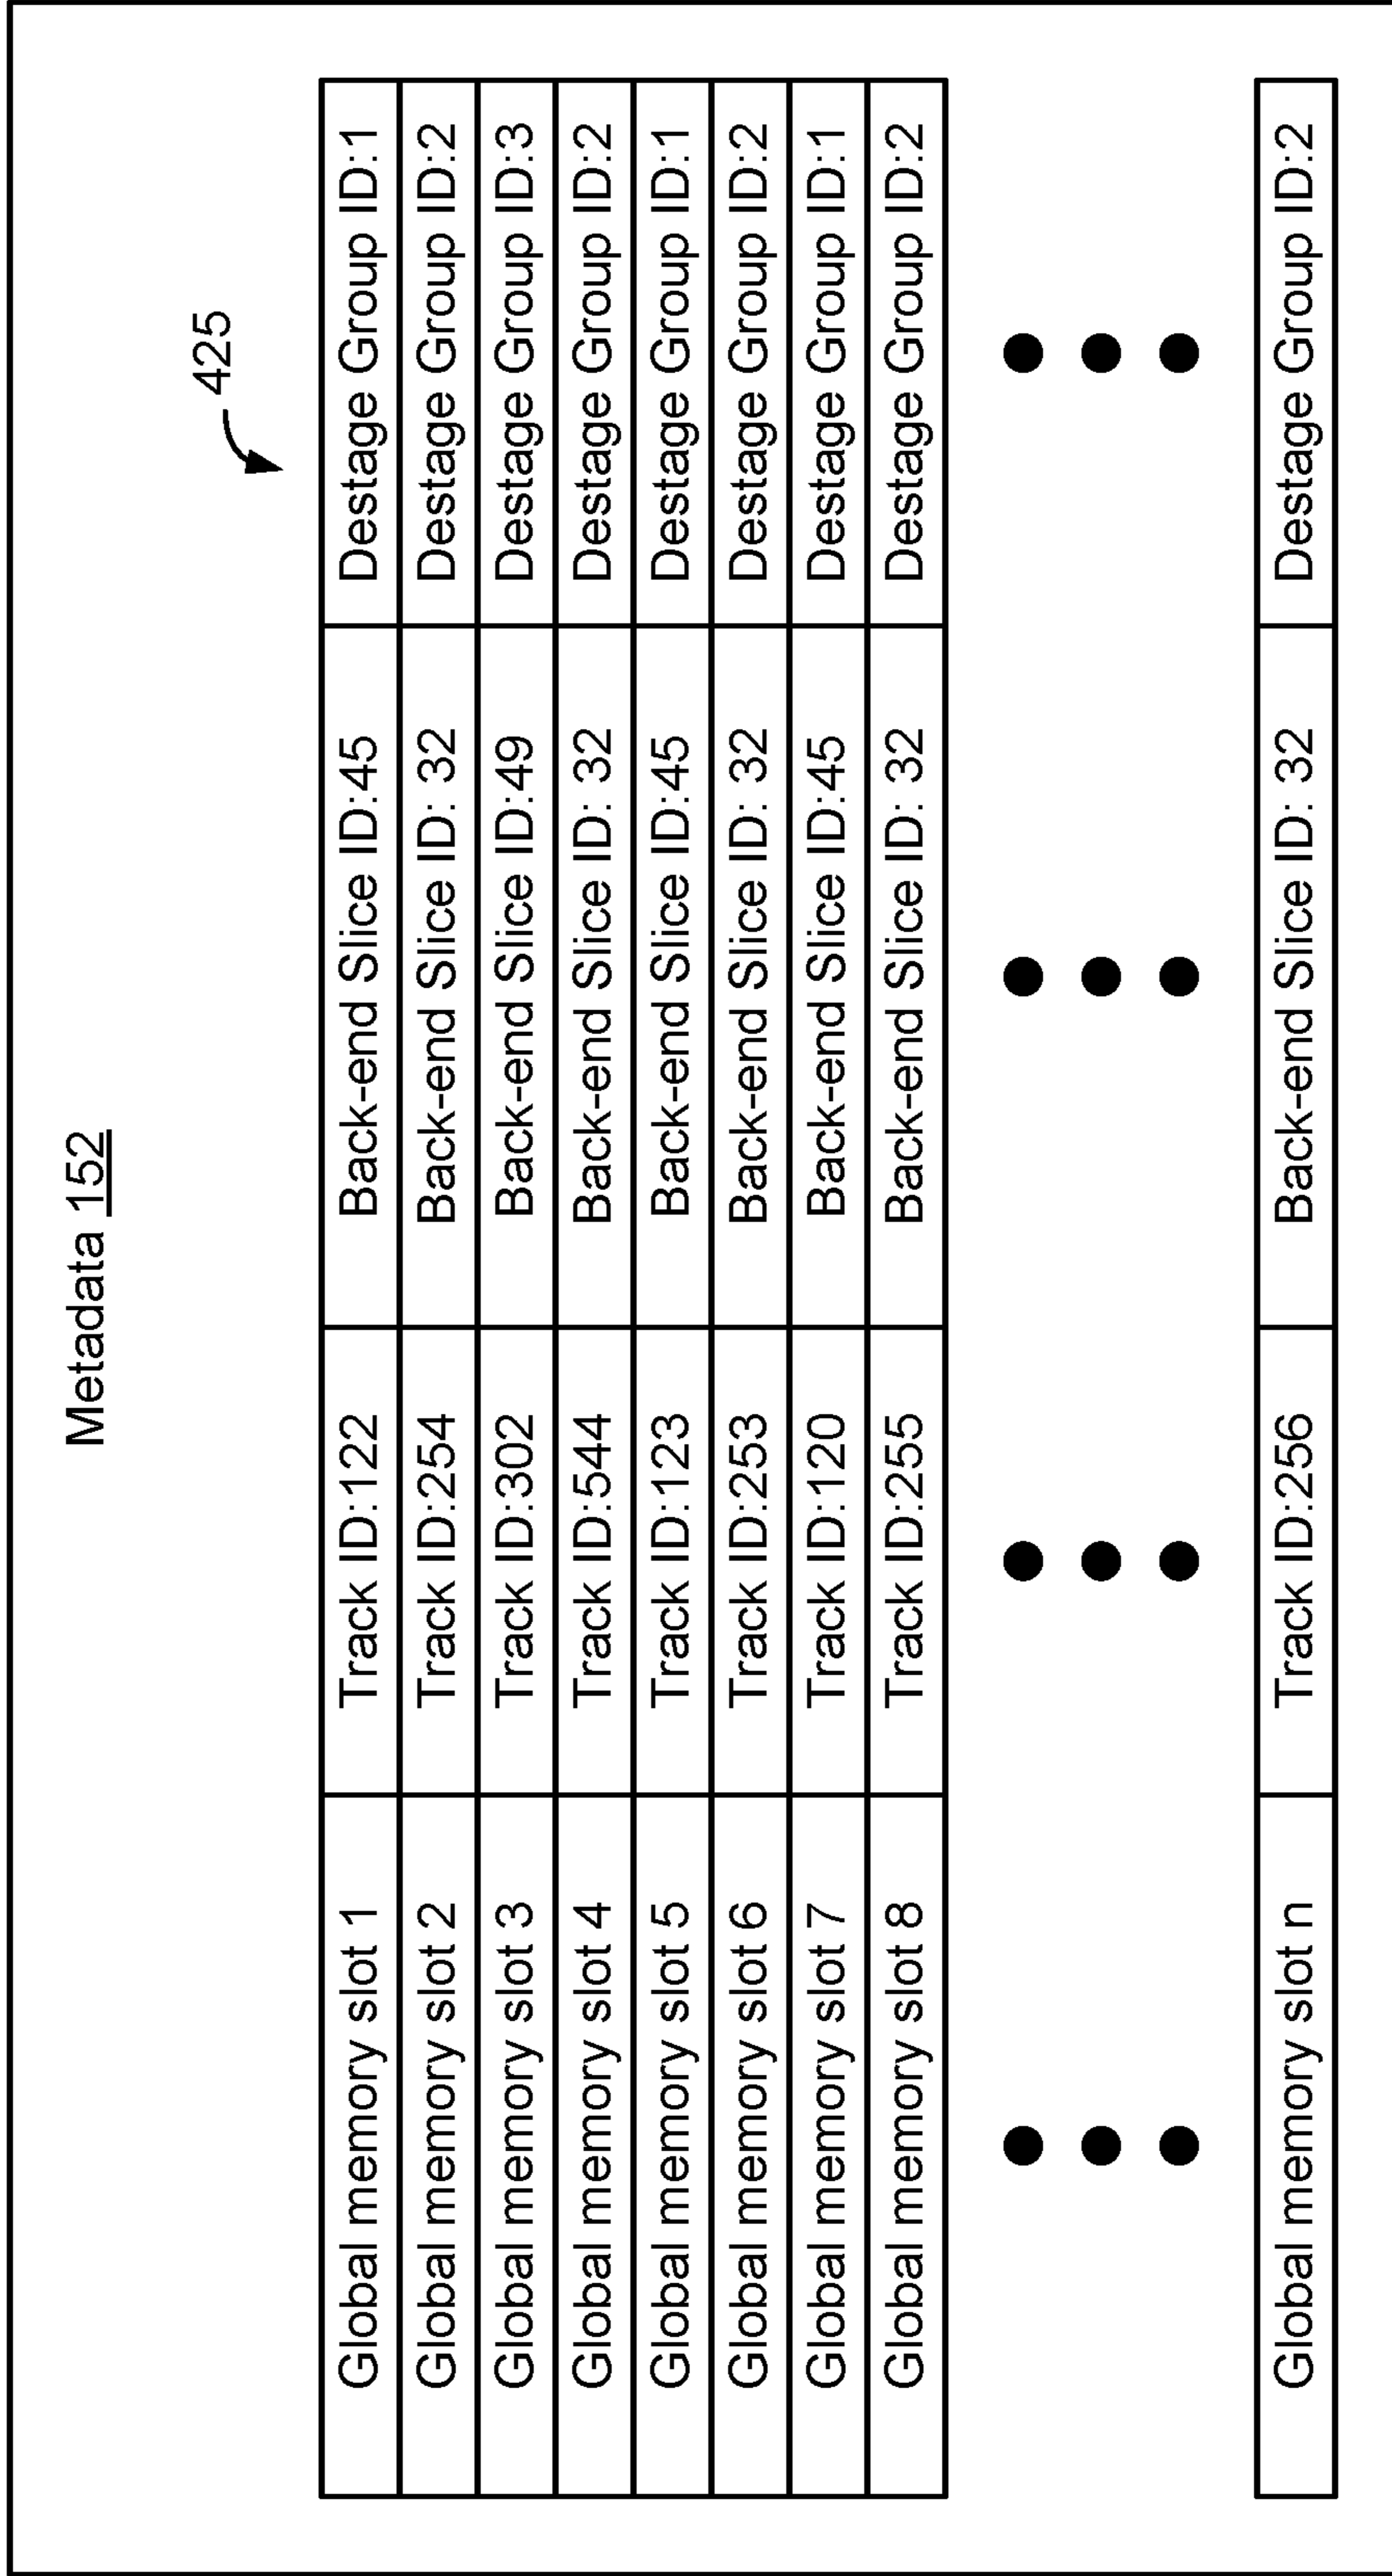 Metadata 152
425
Global memory slot 1 Track ID:122 Back-end Slice ID:45 Destage Group ID:1
Global memory slot 2 Track ID:254 Back-end Slice ID: 32 Destage Group ID:2
Global memory slot 3 Track ID:302 Back-end Slice ID:49 Destage Group ID:3
Global memory slot 4 Track ID:544 Back-end Slice ID: 32 Destage Group ID:2
Global memory slot 5 Track ID:123 Back-end Slice ID:45 Destage Group ID:1
Global memory slot 6 Track ID:253 Back-end Slice ID: 32 Destage Group ID:2
Global memory slot 7 Track ID:120 Back-end Slice ID:45 Destage Group ID:1
Global memory slot 8 Track ID:255 Back-end Slice ID: 32 Destage Group ID:2
Global memory slot n Track ID:256 Back-end Slice ID: 32 Destage Group ID:2